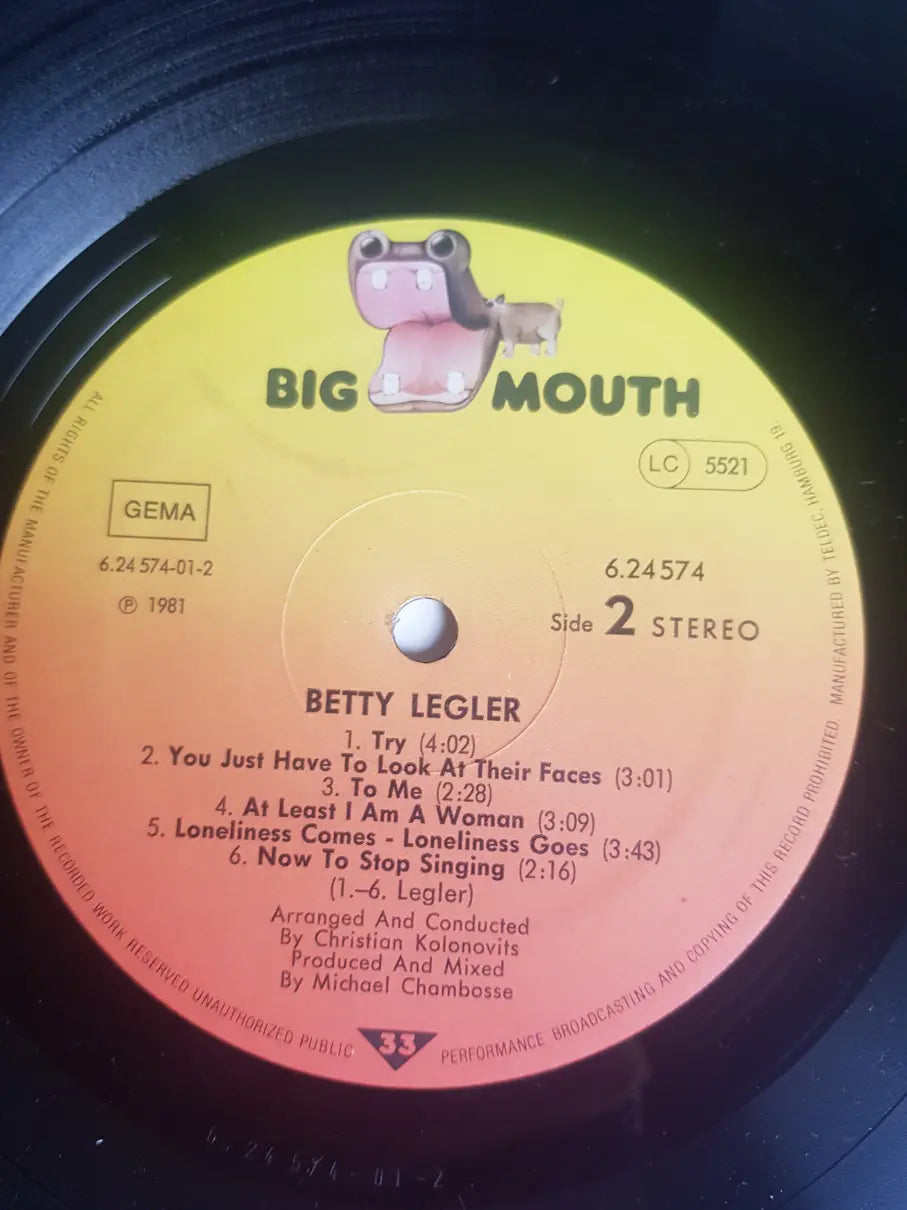 BIG MOUTH
LC 5521
GEMA
6.24 574-01-2
Ⓟ 1981
6.24574
Side 2 STEREO
BETTY LEGLER
1. Try (4:02)
2. You Just Have To Look At Their Faces (3:01)
3. To Me (2:28)
4. At Least I Am A Woman (3:09)
5. Loneliness Comes - Loneliness Goes (3:43)
6. Now To Stop Singing (2:16)
(1.–6. Legler)
Arranged And Conducted
By Christian Kolonovits
Produced And Mixed
By Michael Chambosse
33
ALL RIGHTS OF THE MANUFACTURER AND OF THE OWNER OF THE RECORDED WORK RESERVED UNAUTHORIZED PUBLIC PERFORMANCE BROADCASTING AND COPYING OF THIS RECORD PROHIBITED. MANUFACTURED BY TELDEC, HAMBURG 19.
6.24574-01-2